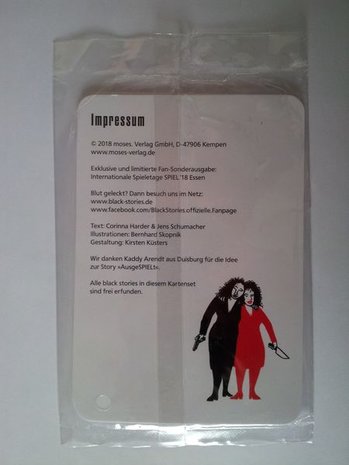 Impressum
© 2018 moses. Verlag GmbH, D-47906 Kempen
www.moses-verlag.de
Exklusive und limitierte Fan-Sonderausgabe:
Internationale Spieletage SPIEL'18 Essen
Blut geleckt? Dann besuch uns im Netz:
www.black-stories.de
www.facebook.com/BlackStories.offizielle.Fanpage
Text: Corinna Harder & Jens Schumacher
Illustrationen: Bernhard Skopnik
Gestaltung: Kirsten Küsters
Wir danken Kaddy Arendt aus Duisburg für die Idee
zur Story »AusgeSPIELt«.
Alle black stories in diesem Kartenset
sind frei erfunden.